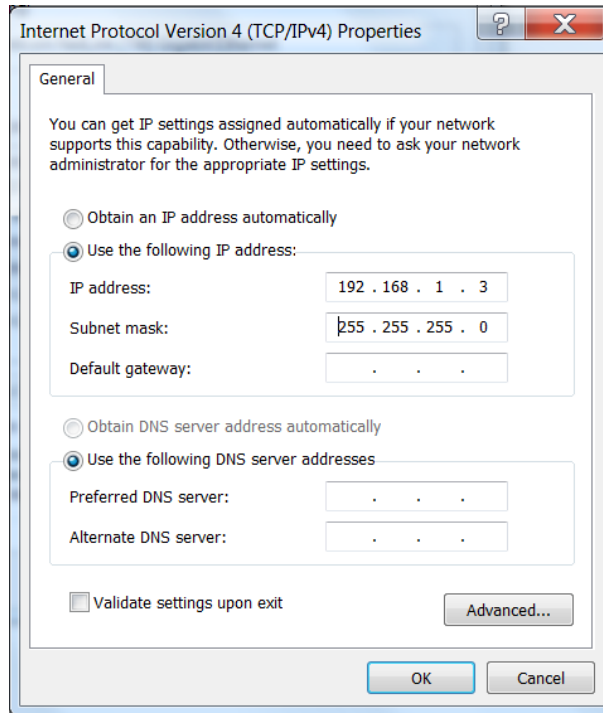 Internet Protocol Version 4 (TCP/IPv4) Properties
General
You can get IP settings assigned automatically if your network
supports this capability. Otherwise, you need to ask your network
administrator for the appropriate IP settings.
Obtain an IP address automatically
Use the following IP address:
IP address: 192 . 168 . 1 . 3
Subnet mask: 255 . 255 . 255 . 0
Default gateway: . . .
Obtain DNS server address automatically
Use the following DNS server addresses
Preferred DNS server: . . .
Alternate DNS server: . . .
Validate settings upon exit
Advanced...
OK Cancel